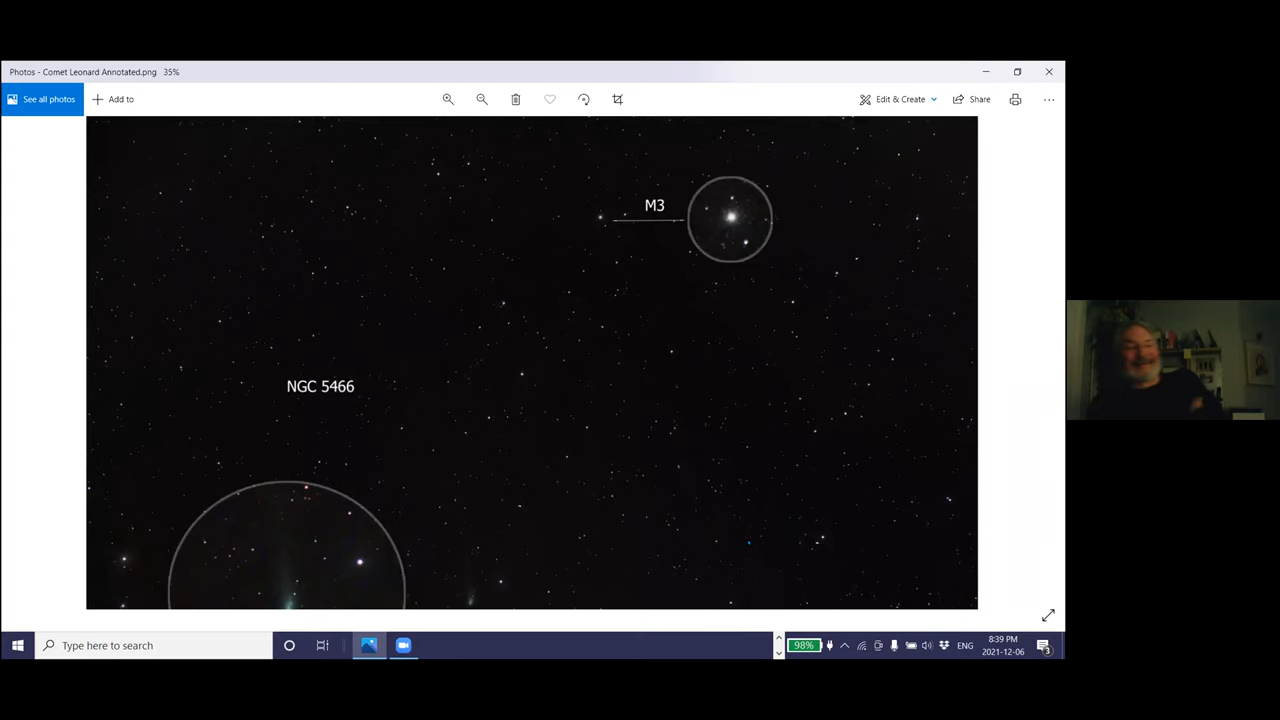 Photos - Comet Leonard Annotated.png 35%
See all photos
Add to
Edit & Create
Share
M3
NGC 5466
Type here to search
98%
ENG
8:39 PM
2021-12-06
3